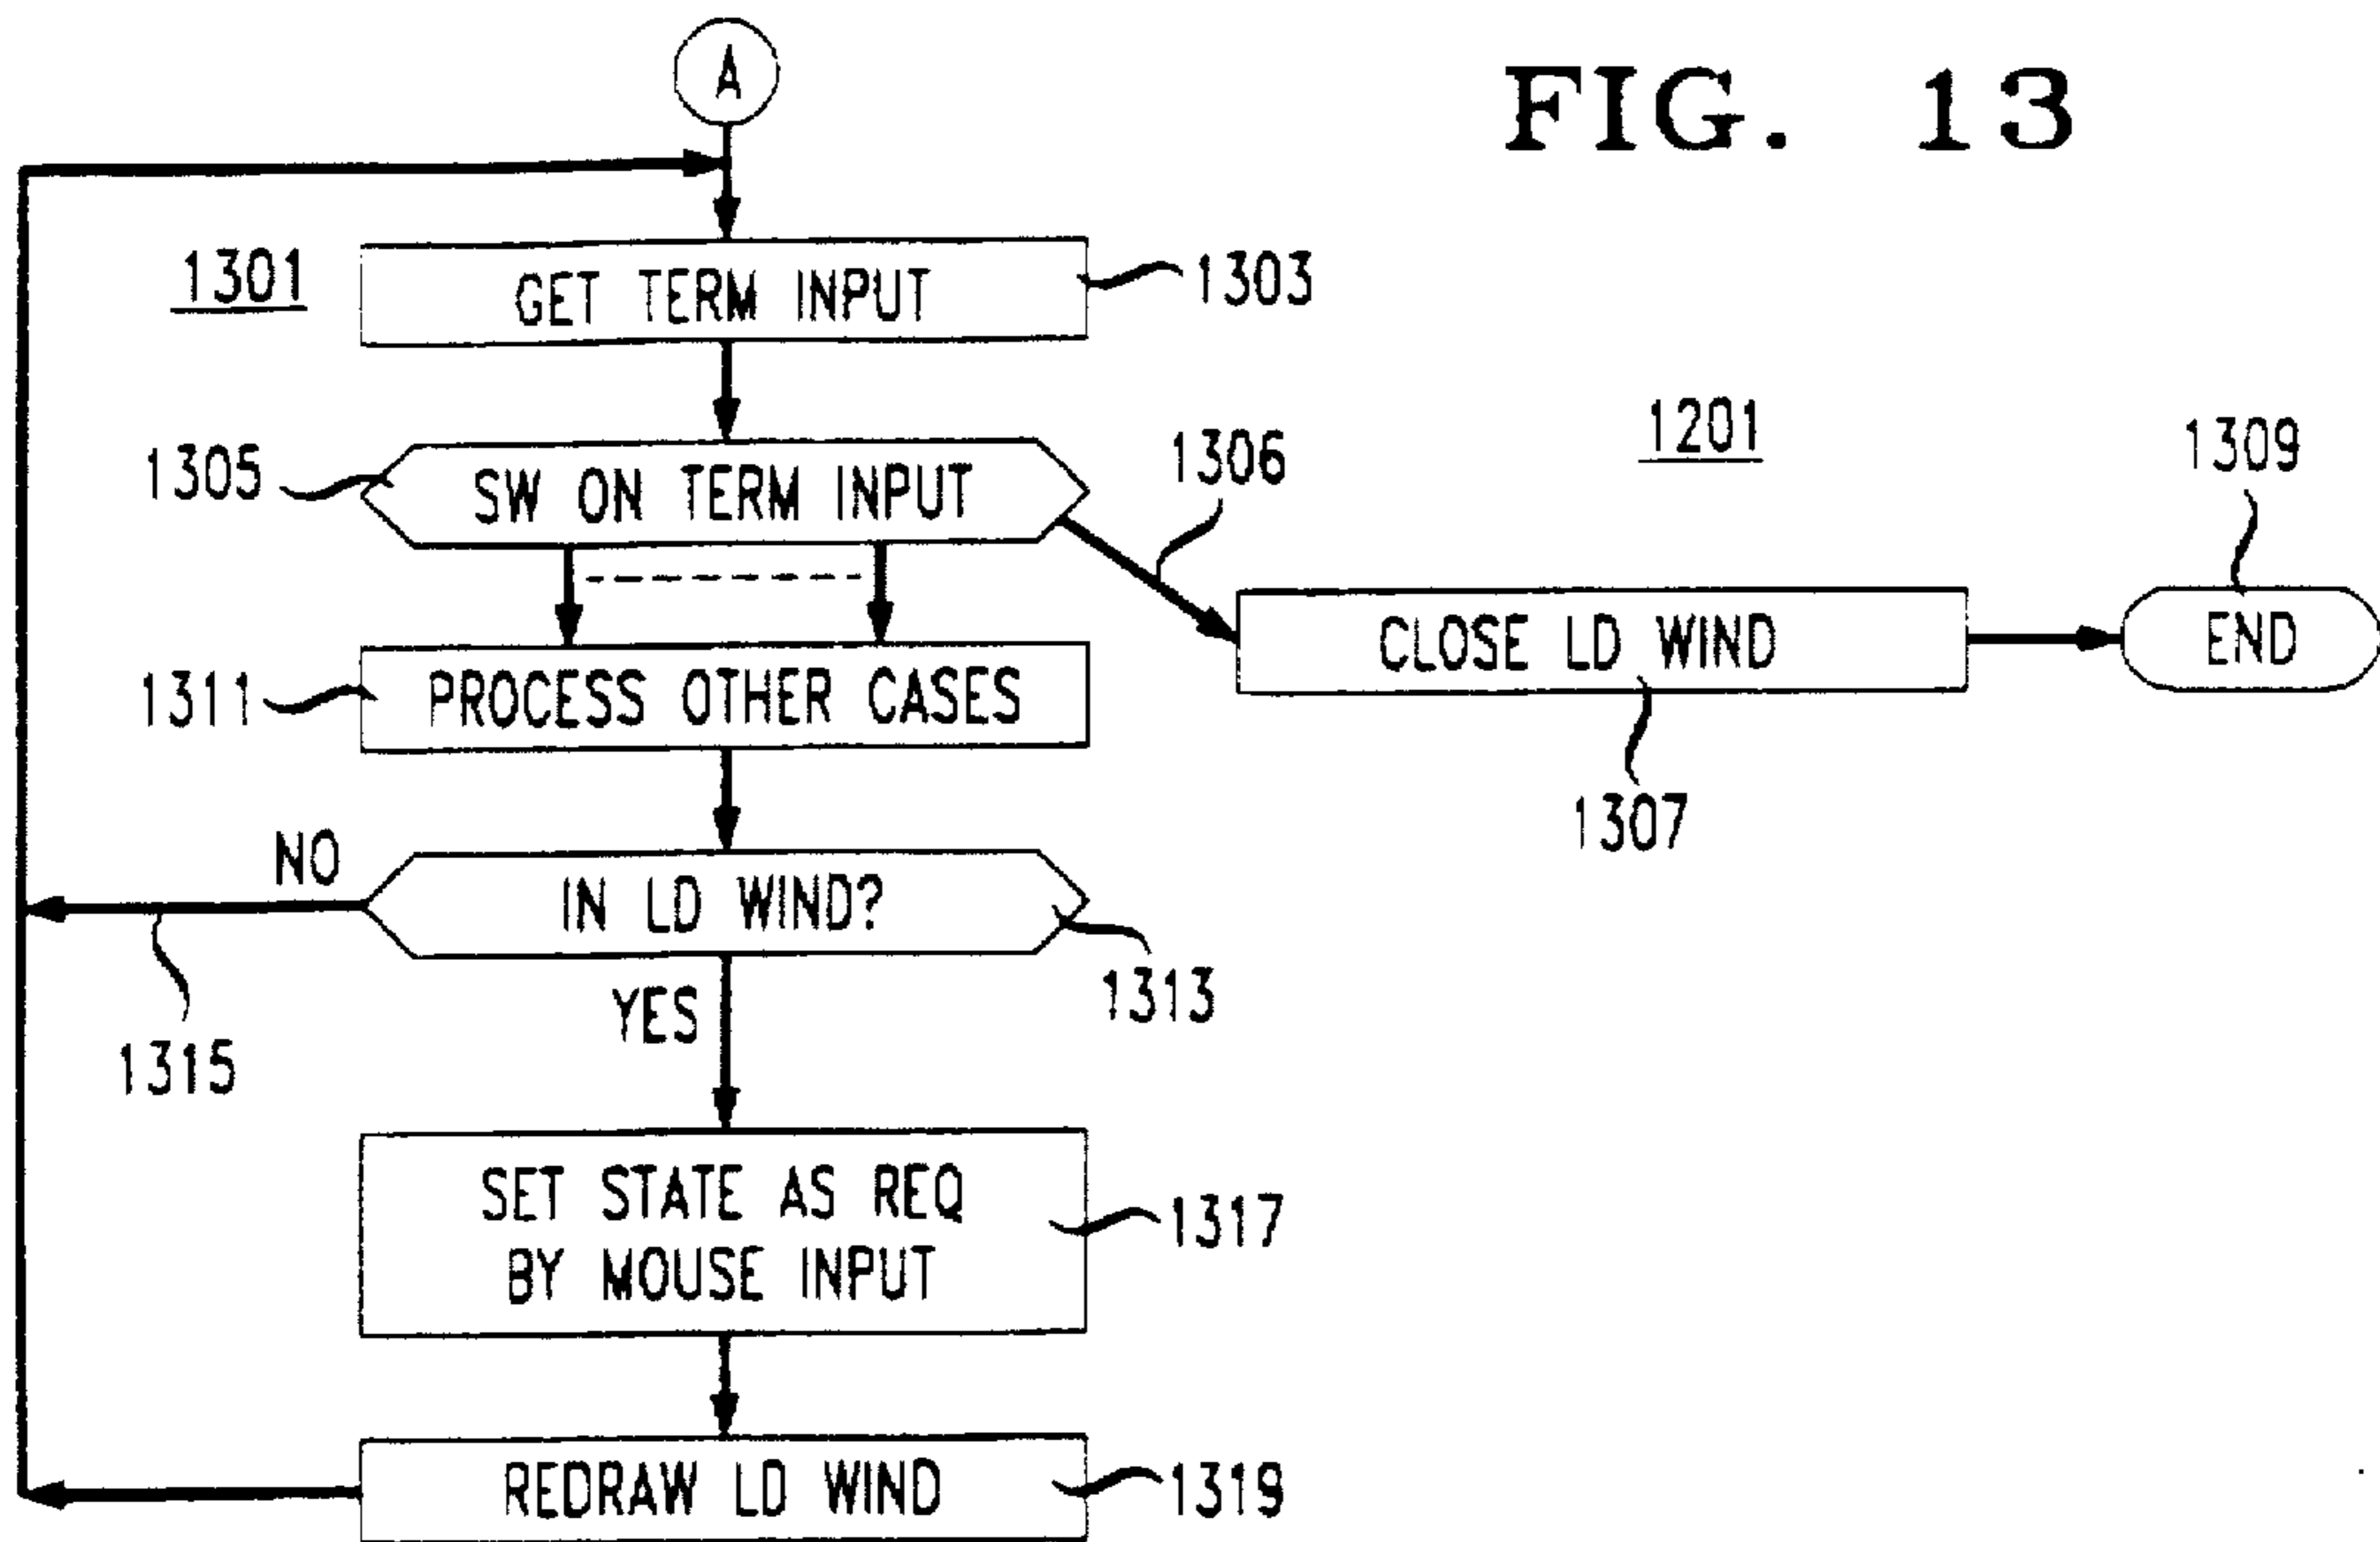 A
FIG. 13
1301
GET TERM INPUT
1303
1305
SW ON TERM INPUT
1306
1201
1309
1311
PROCESS OTHER CASES
CLOSE LD WIND
END
1307
NO
IN LD WIND?
1313
YES
1315
SET STATE AS REQ
BY MOUSE INPUT
1317
REDRAW LD WIND
1319